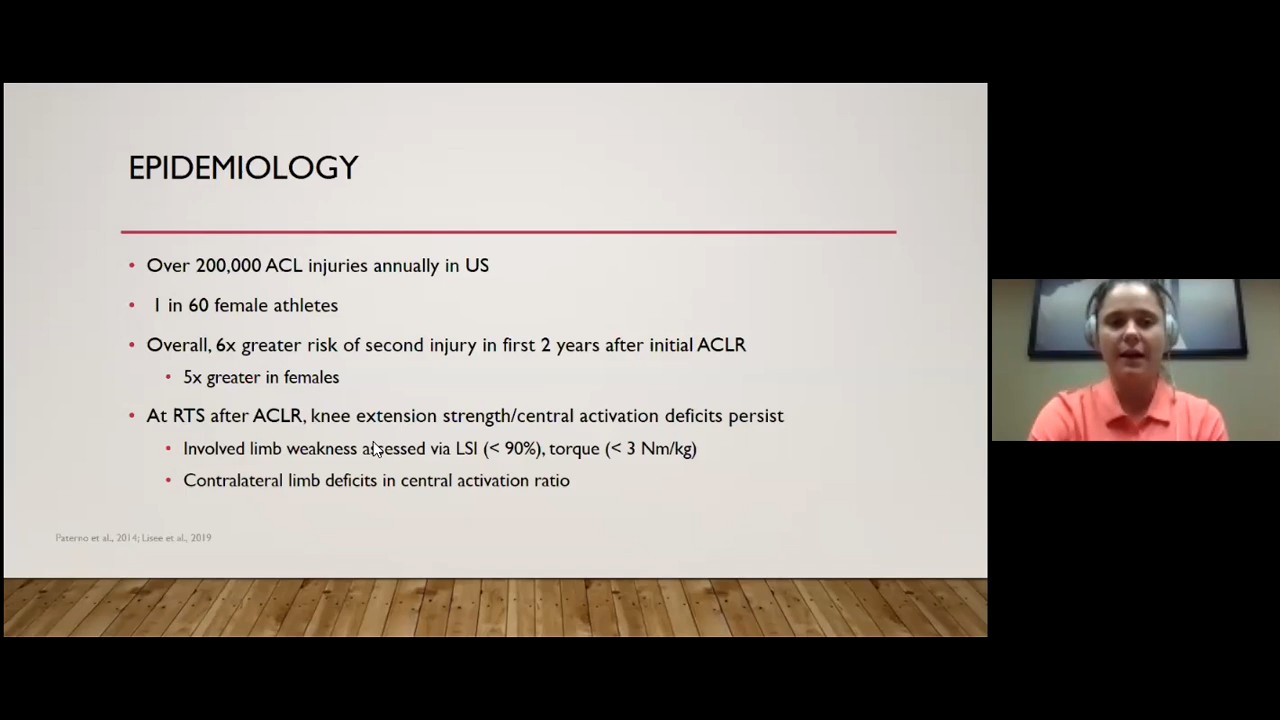 EPIDEMIOLOGY
• Over 200,000 ACL injuries annually in US
• 1 in 60 female athletes
• Overall, 6x greater risk of second injury in first 2 years after initial ACLR
• 5x greater in females
• At RTS after ACLR, knee extension strength/central activation deficits persist
• Involved limb weakness assessed via LSI (< 90%), torque (< 3 Nm/kg)
• Contralateral limb deficits in central activation ratio
Paterno et al., 2014; Lisee et al., 2019